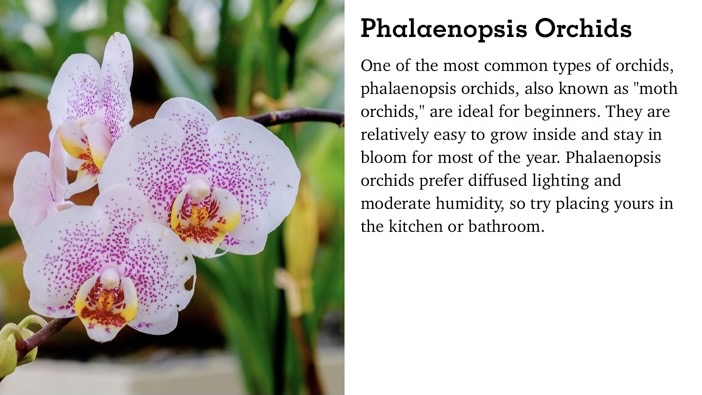 Phalaenopsis Orchids
One of the most common types of orchids,
phalaenopsis orchids, also known as "moth
orchids," are ideal for beginners. They are
relatively easy to grow inside and stay in
bloom for most of the year. Phalaenopsis
orchids prefer diffused lighting and
moderate humidity, so try placing yours in
the kitchen or bathroom.